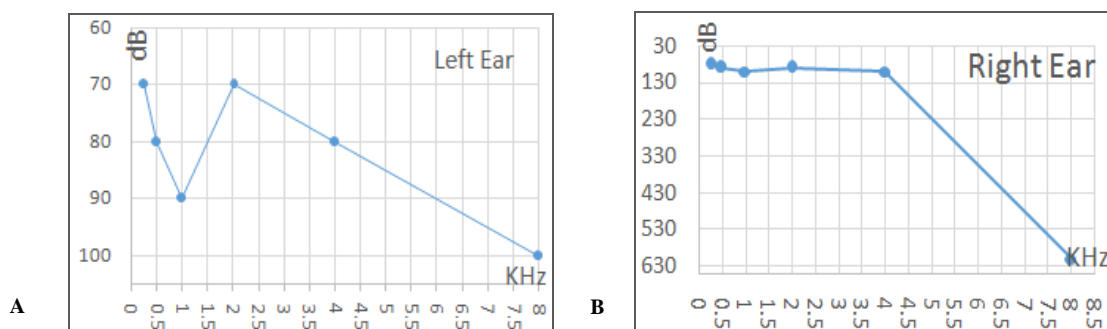 60
70
80
90
100
dB
Left Ear
KHz
0 0.5 1 1.5 2 2.5 3 3.5 4 4.5 5 5.5 6 6.5 7 7.5 8
A
30
130
230
330
430
530
630
dB
Right Ear
KHz
0 0.5 1 1.5 2 2.5 3 3.5 4 4.5 5 5.5 6 6.5 7 7.5 8 8.5
B